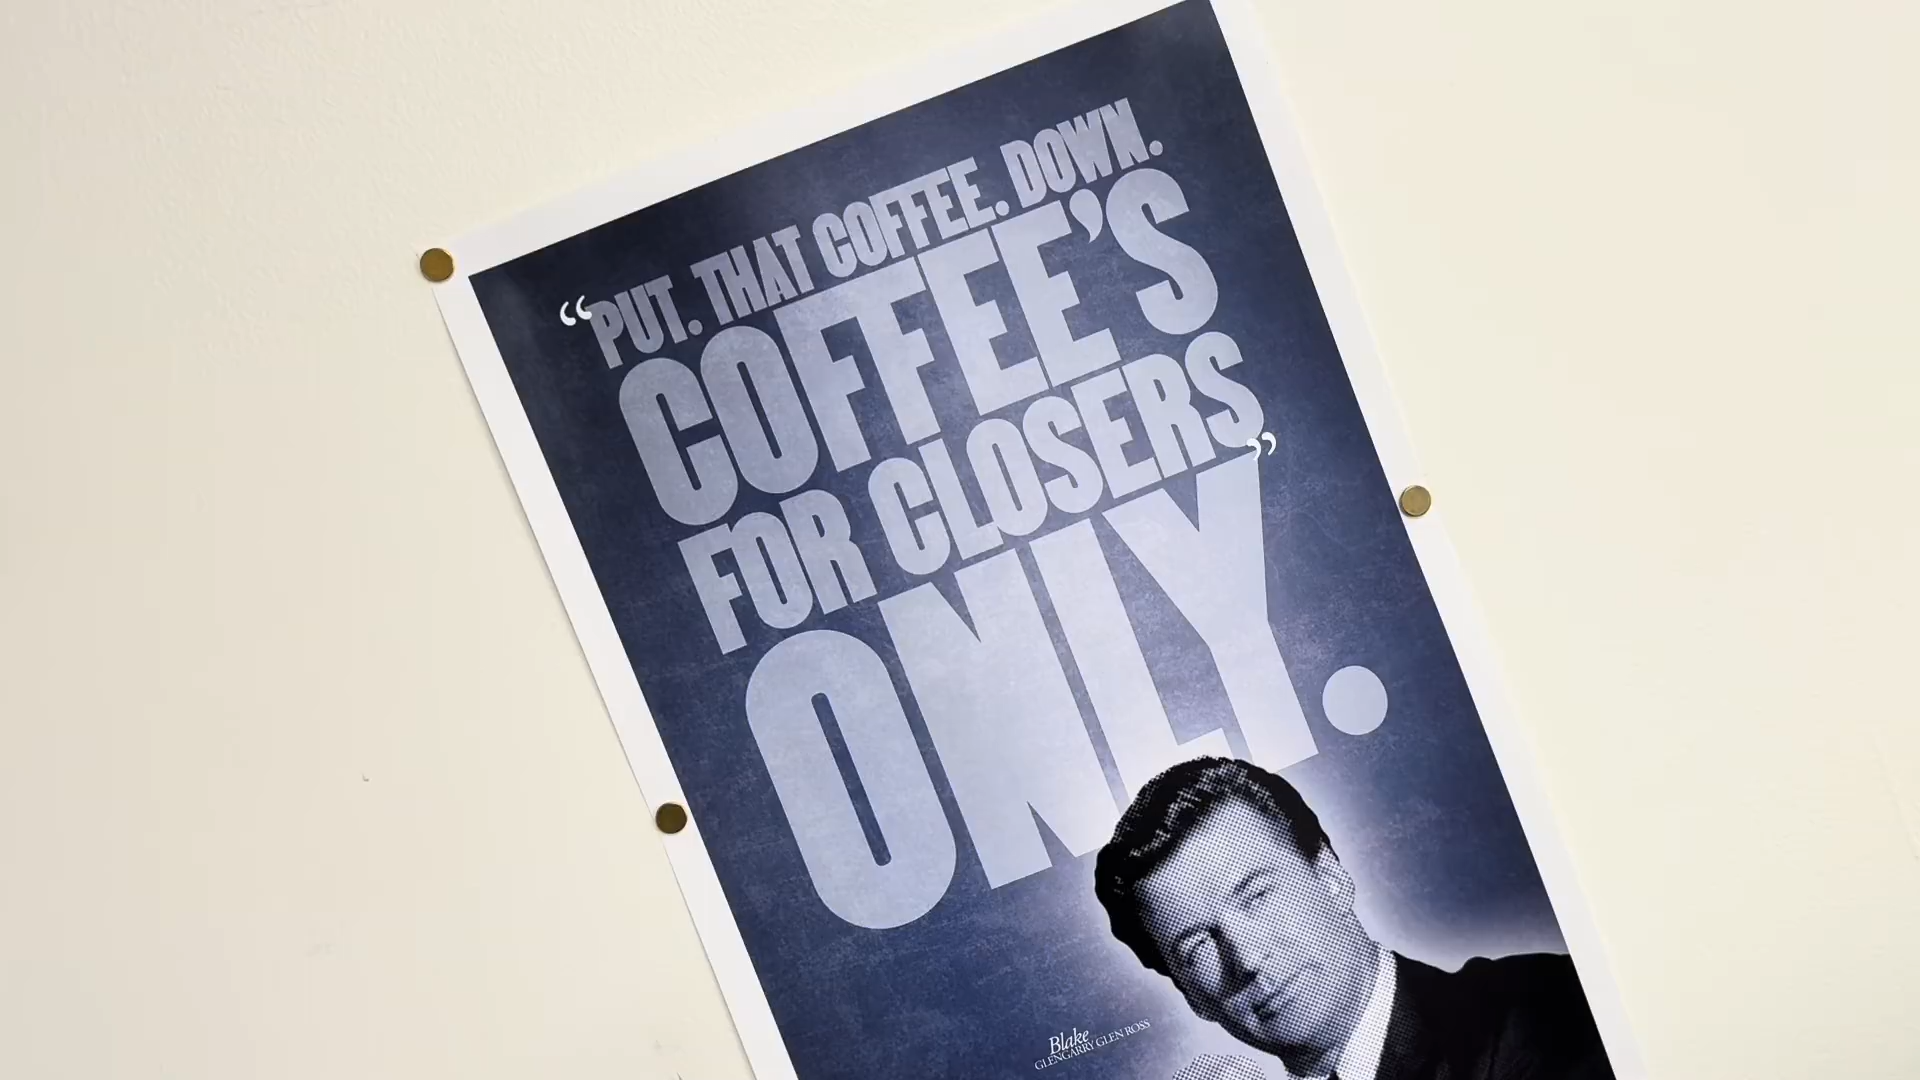 “PUT. THAT COFFEE. DOWN.
COFFEE’S
FOR CLOSERS”
ONLY.
Blake
GLENGARRY GLEN ROSS